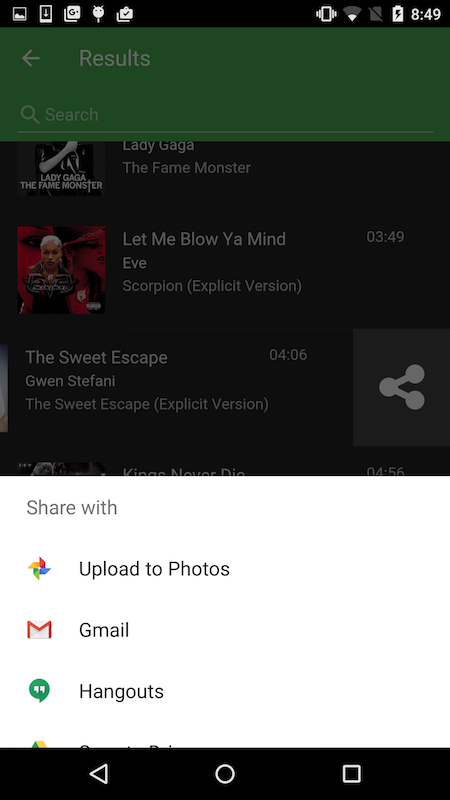 8:49
Results
Search
Lady Gaga
The Fame Monster
LADY GAGA
THE FAME MONSTER
Let Me Blow Ya Mind
03:49
Eve
Scorpion (Explicit Version)
The Sweet Escape
04:06
Gwen Stefani
The Sweet Escape (Explicit Version)
Kings Never Die
04:56
Share with
Upload to Photos
Gmail
Hangouts